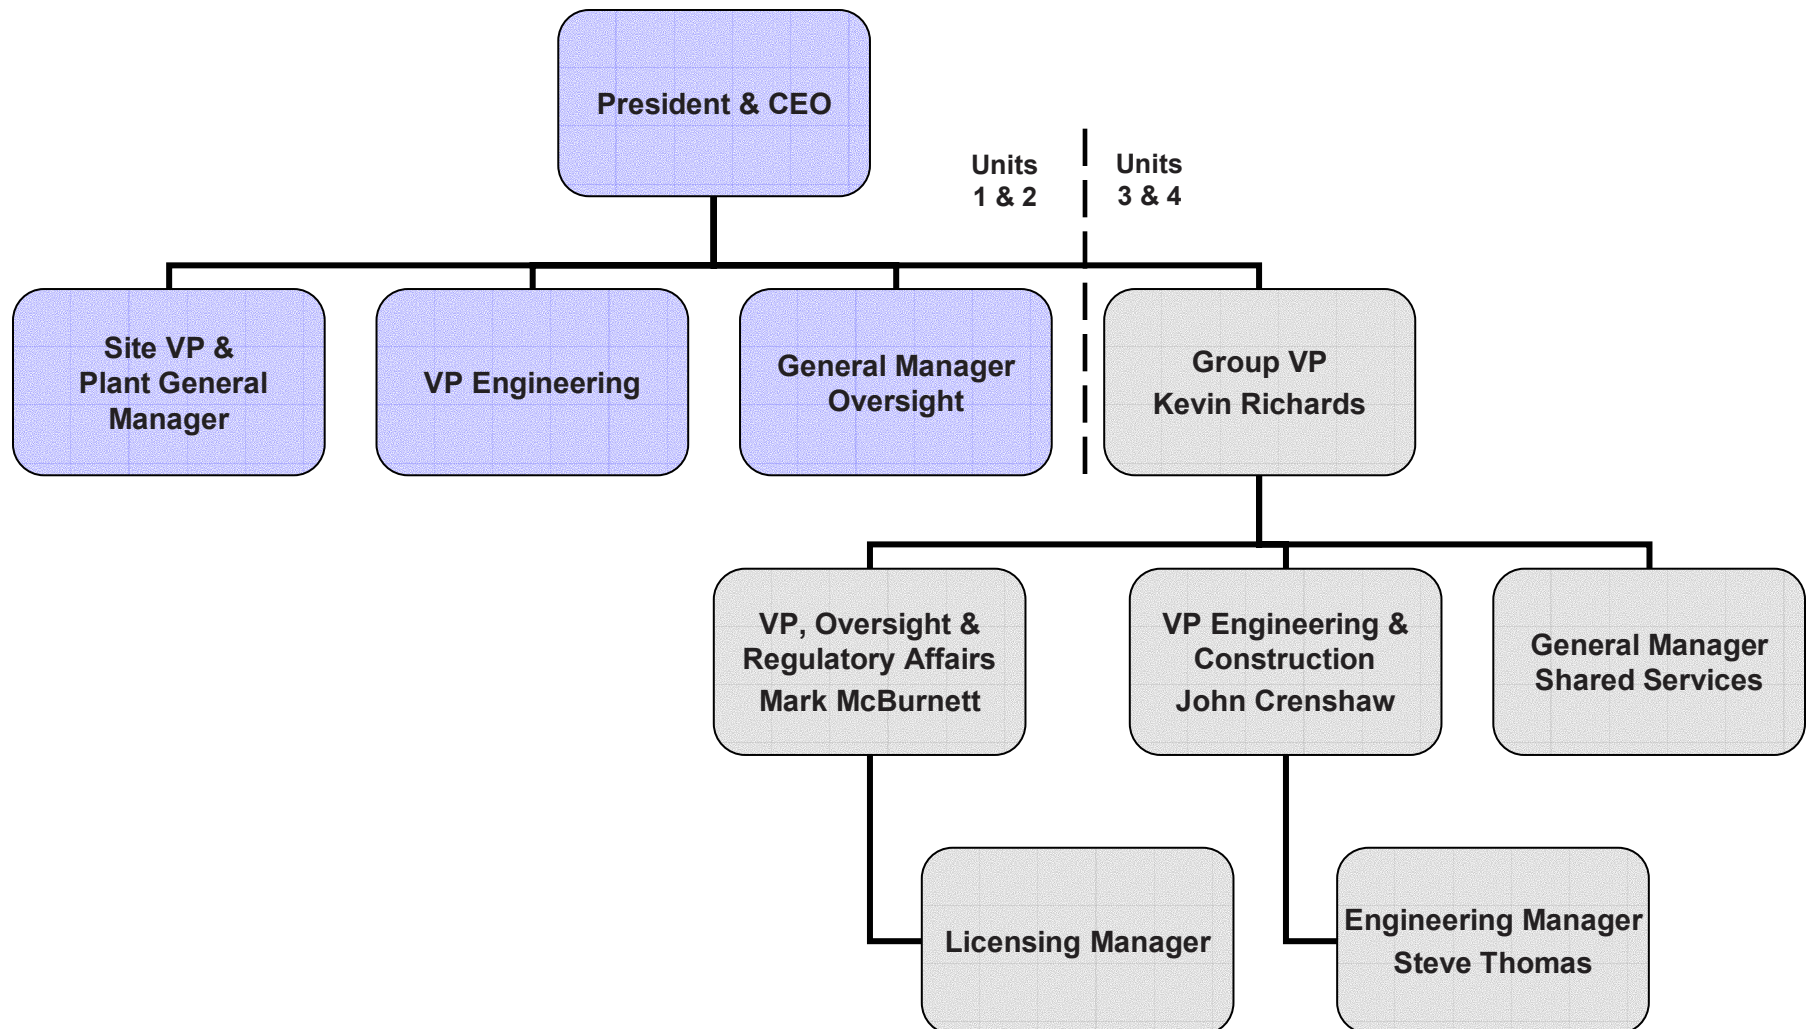 President & CEO
Units
1 & 2
Units
3 & 4
Site VP &
Plant General
Manager
VP Engineering
General Manager
Oversight
Group VP
Kevin Richards
VP, Oversight &
Regulatory Affairs
Mark McBurnett
VP Engineering &
Construction
John Crenshaw
General Manager
Shared Services
Licensing Manager
Engineering Manager
Steve Thomas